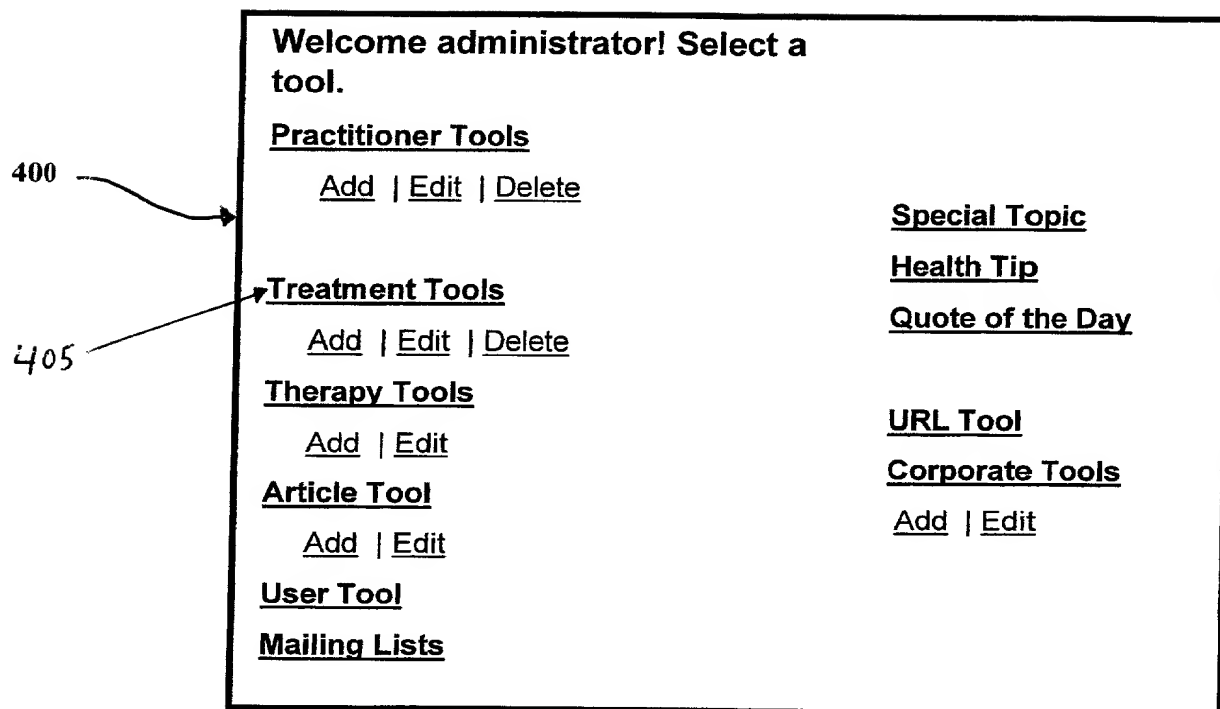 Welcome administrator! Select a
tool.
Practitioner Tools
Add | Edit | Delete
400
Treatment Tools
Add | Edit | Delete
405
Therapy Tools
Add | Edit
Article Tool
Add | Edit
User Tool
Mailing Lists
Special Topic
Health Tip
Quote of the Day
URL Tool
Corporate Tools
Add | Edit